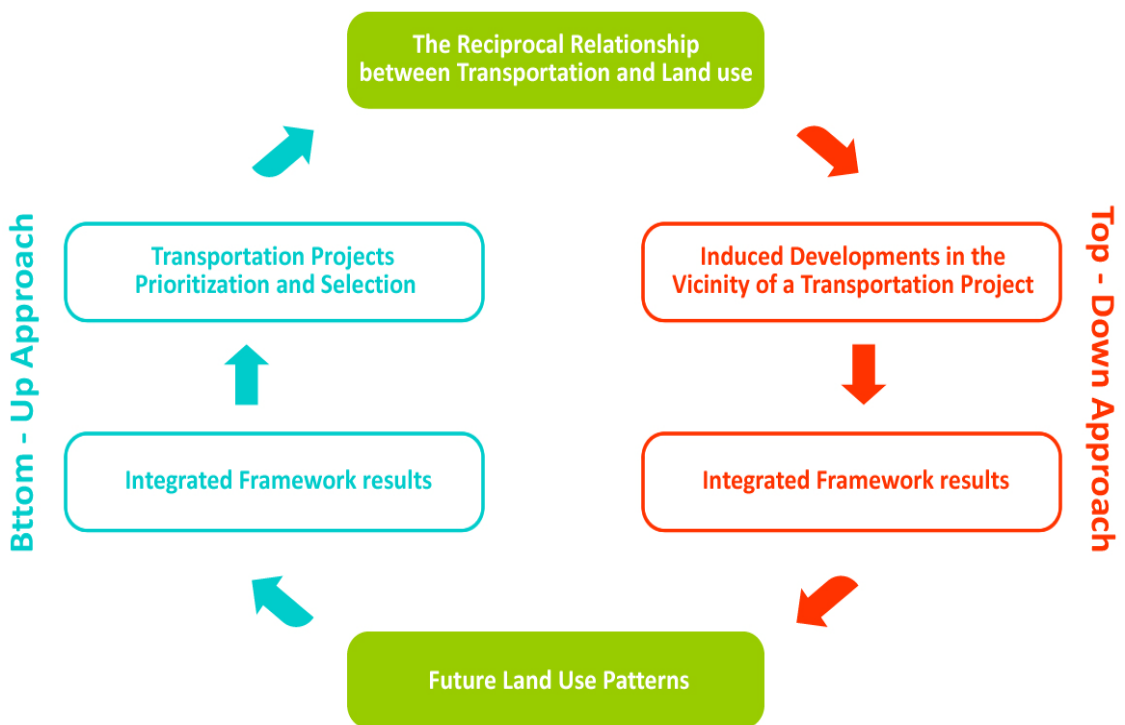 The Reciprocal Relationship
between Transportation and Land use
Bttom - Up Approach
Transportation Projects
Prioritization and Selection
Induced Developments in the
Vicinity of a Transportation Project
Top - Down Approach
Integrated Framework results
Integrated Framework results
Future Land Use Patterns